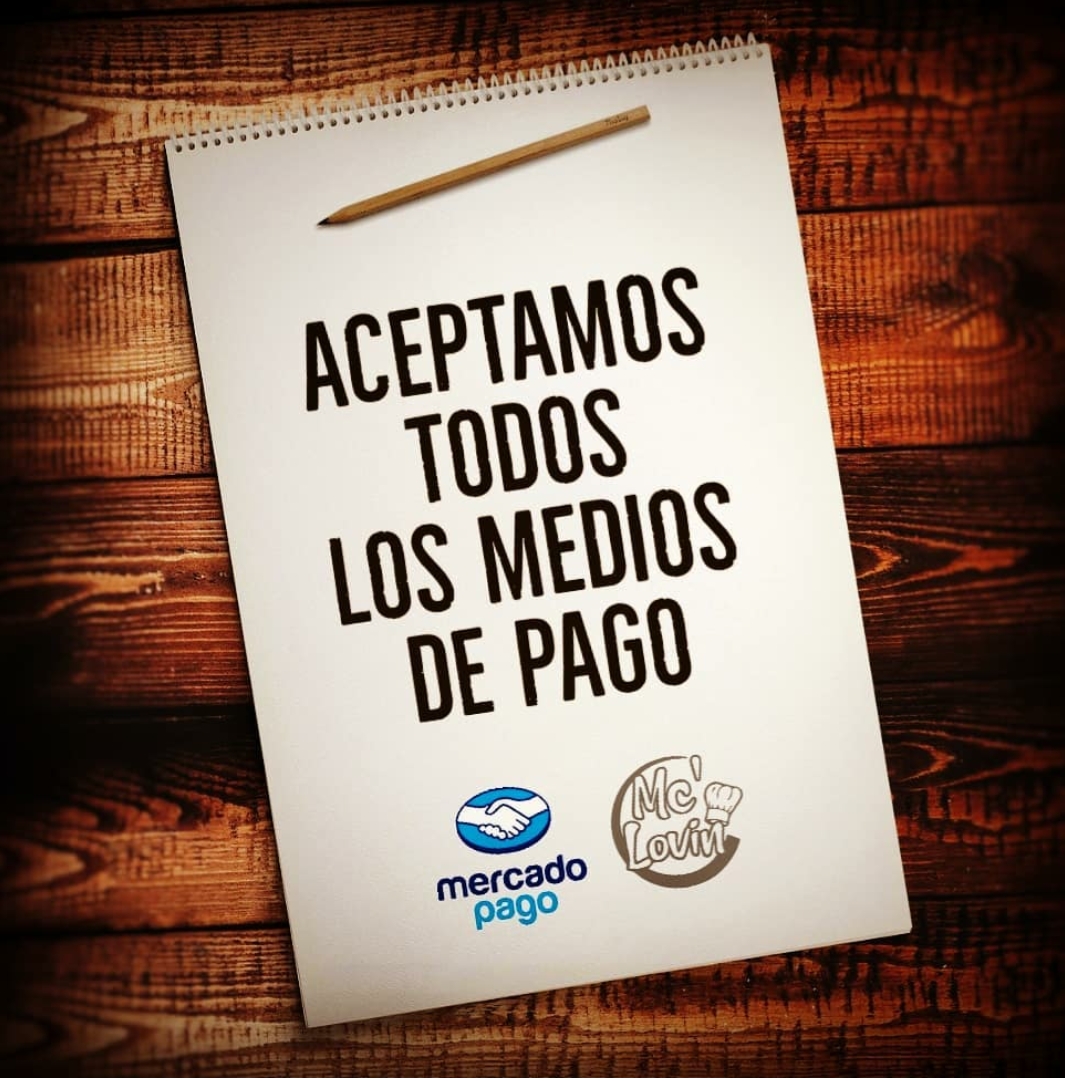 ACEPTAMOS
TODOS
LOS MEDIOS
DE PAGO
mercado
pago
Mc'
Lovin